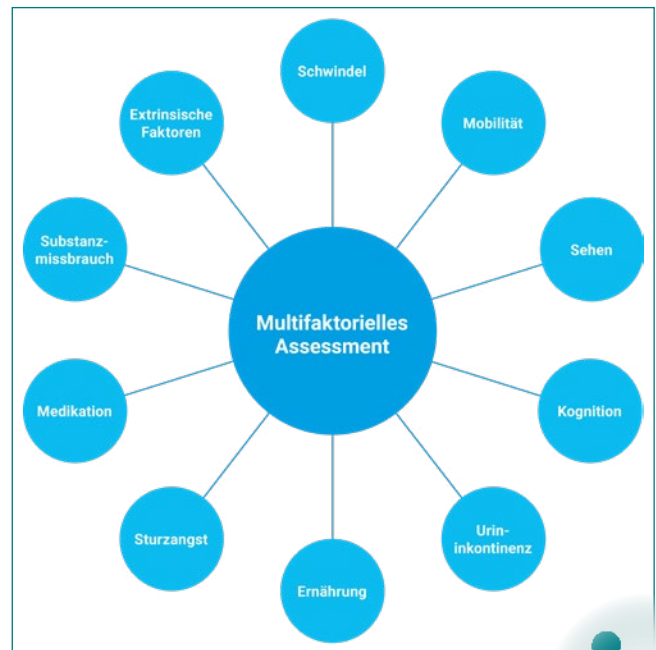 Schwindel
Extrinsische
Faktoren
Mobilität
Substanz-
missbrauch
Sehen
Multifaktorielles
Assessment
Medikation
Kognition
Sturzangst
Urin-
inkontinenz
Ernährung